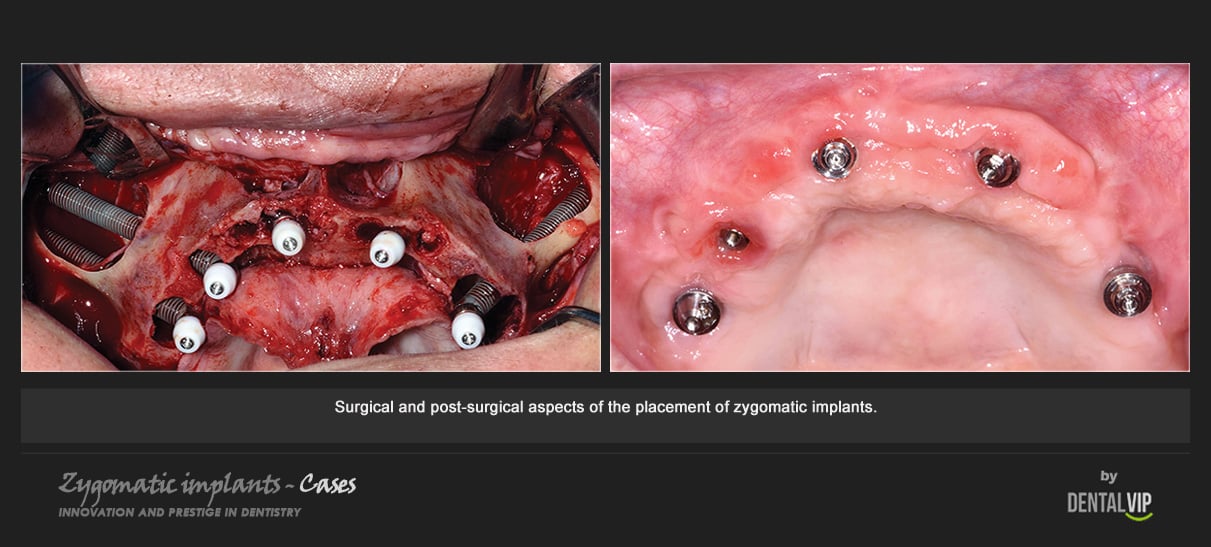 Surgical and post-surgical aspects of the placement of zygomatic implants.
Zygomatic implants - Cases
INNOVATION AND PRESTIGE IN DENTISTRY
by
DENTALVIP